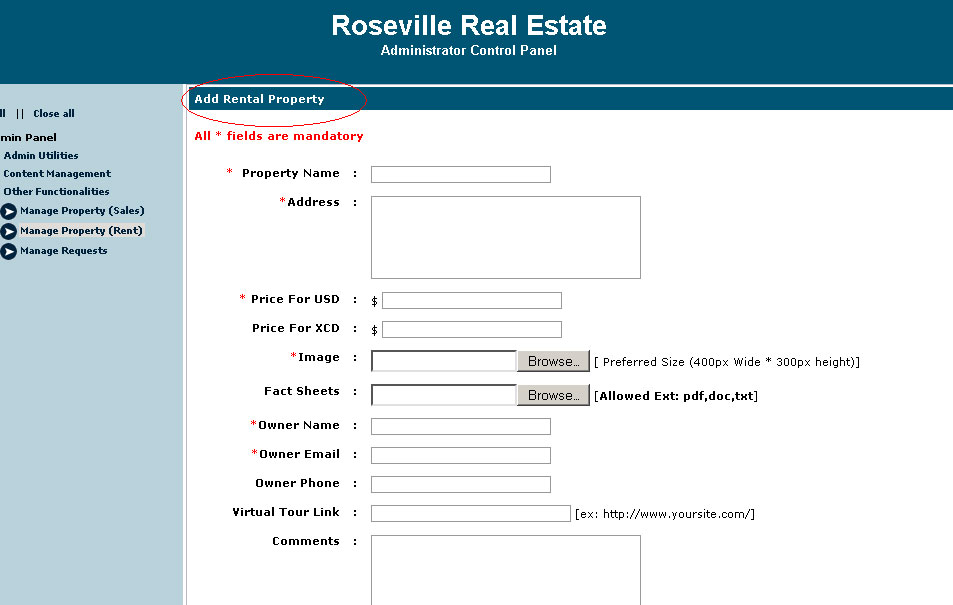 Roseville Real Estate
Administrator Control Panel
ll || Close all
min Panel
Admin Utilities
Content Management
Other Functionalities
Manage Property (Sales)
Manage Property (Rent)
Manage Requests
Add Rental Property
All * fields are mandatory
* Property Name :
*Address :
* Price For USD : $
Price For XCD : $
*Image : Browse... [ Preferred Size (400px Wide * 300px height)]
Fact Sheets : Browse... [Allowed Ext: pdf,doc,txt]
*Owner Name :
*Owner Email :
Owner Phone :
Virtual Tour Link : [ex: http://www.yoursite.com/]
Comments :